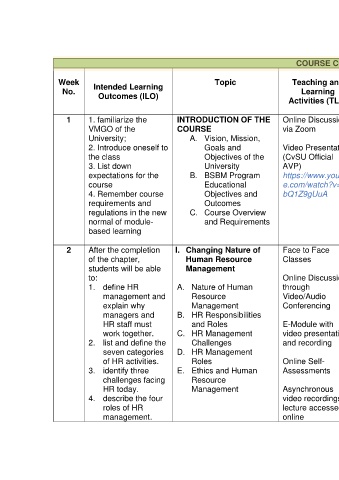 COURSE C
Week
No.
Intended Learning
Outcomes (ILO)
Topic
Teaching an
Learning
Activities (TL
1
1. familiarize the
VMGO of the
University;
2. Introduce oneself to
the class
3. List down
expectations for the
course
4. Remember course
requirements and
regulations in the new
normal of module-
based learning
INTRODUCTION OF THE
COURSE
A. Vision, Mission,
Goals and
Objectives of the
University
B. BSBM Program
Educational
Objectives and
Outcomes
C. Course Overview
and Requirements
Online Discussio
via Zoom
Video Presentat
(CvSU Official
AVP)
https://www.you
e.com/watch?v=
bQ1Z9gUuA
2
After the completion
of the chapter,
students will be able
to:
1. define HR
management and
explain why
managers and
HR staff must
work together.
2. list and define the
seven categories
of HR activities.
3. identify three
challenges facing
HR today.
4. describe the four
roles of HR
management.
I. Changing Nature of
Human Resource
Management
A. Nature of Human
Resource
Management
B. HR Responsibilities
and Roles
C. HR Management
Challenges
D. HR Management
Roles
E. Ethics and Human
Resource
Management
Face to Face
Classes
Online Discussi
through
Video/Audio
Conferencing
E-Module with
video presentati
and recording
Online Self-
Assessments
Asynchronous
video recordings
lecture accesse
online